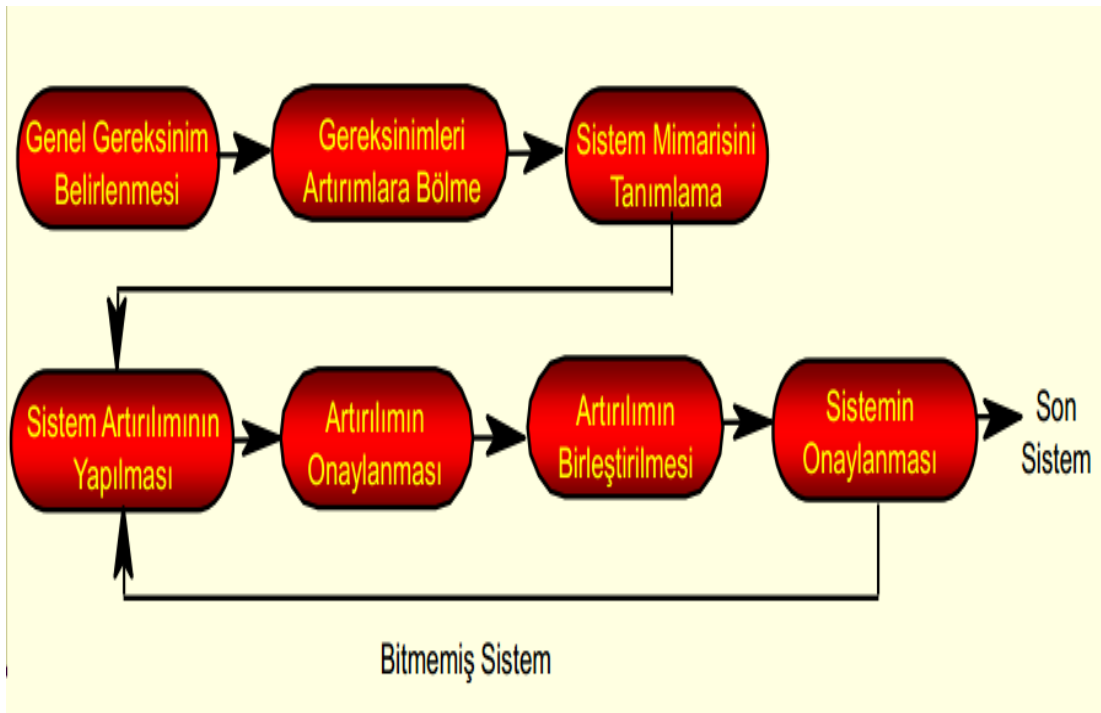 Genel Gereksinim
Belirlenmesi
Gereksinimleri
Artırımlara Bölme
Sistem Mimarisini
Tanımlama
Sistem Artırılımının
Yapılması
Artırılımın
Onaylanması
Artırılımın
Birleştirilmesi
Sistemin
Onaylanması
Son
Sistem
Bitmemiş Sistem